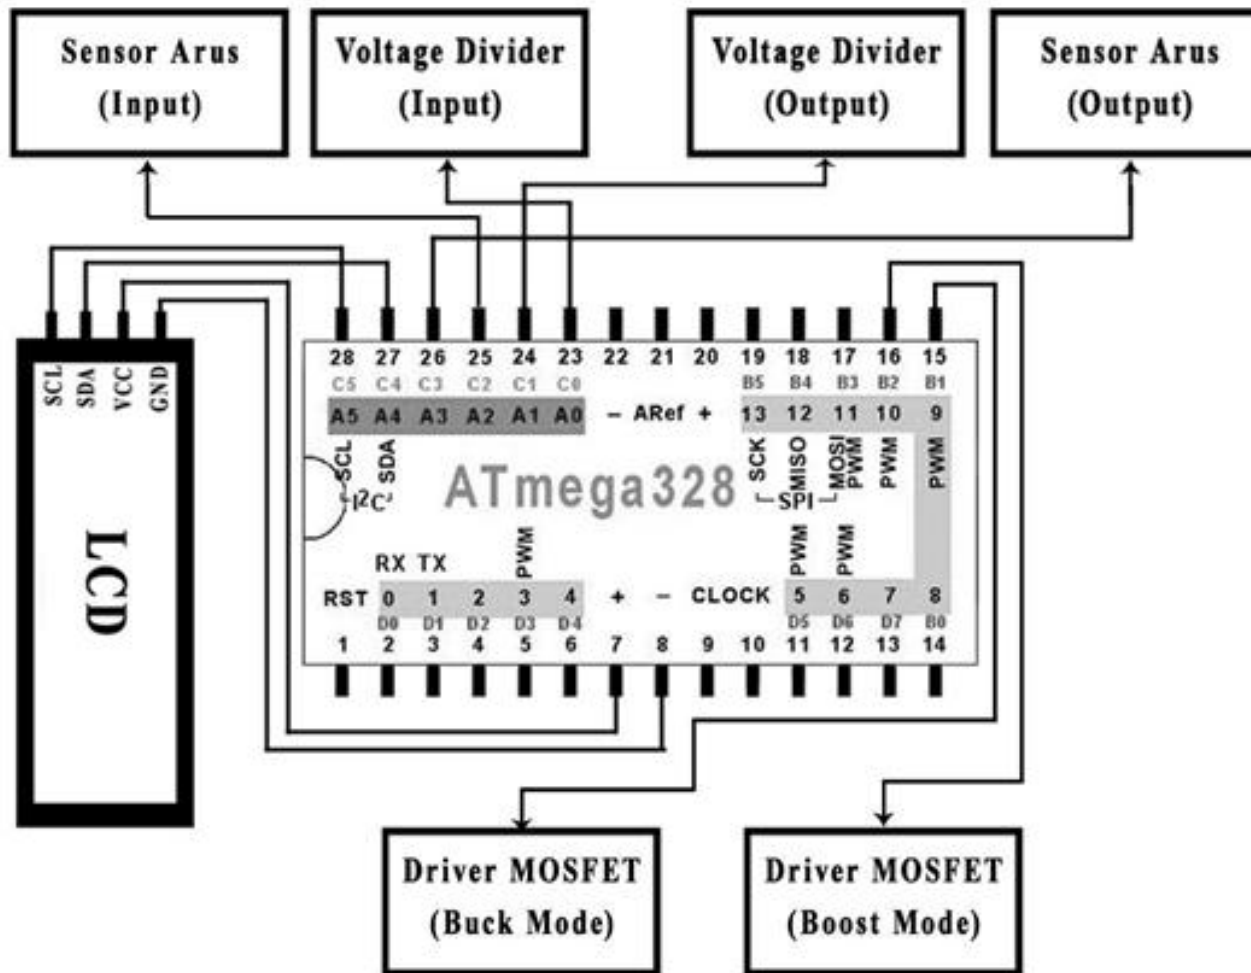 Sensor Arus
(Input)
Voltage Divider
(Input)
Voltage Divider
(Output)
Sensor Arus
(Output)
SCL
SDA
VCC
GND
LCD
28 27 26 25 24 23 22 21 20 19 18 17 16 15
C5 C4 C3 C2 C1 C0 B5 B4 B3 B2 B1
A5 A4 A3 A2 A1 A0 − ARef + 13 12 11 10 9
SCL
SDA
I²C
ATmega328
SCK
MISO
MOSI
PWM
PWM
PWM
SPI
RX TX
PWM
PWM
PWM
RST 0 1 2 3 4 + − CLOCK 5 6 7 8
D0 D1 D2 D3 D4 D5 D6 D7 B0
1 2 3 4 5 6 7 8 9 10 11 12 13 14
Driver MOSFET
(Buck Mode)
Driver MOSFET
(Boost Mode)